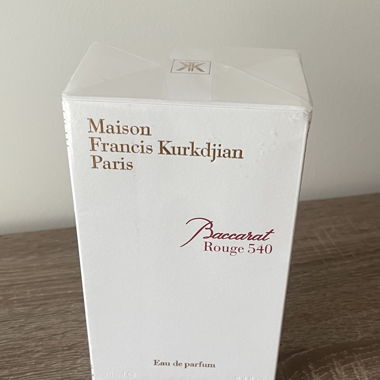 Maison
Francis Kurkdjian
Paris
Baccarat
Rouge 540
Eau de parfum